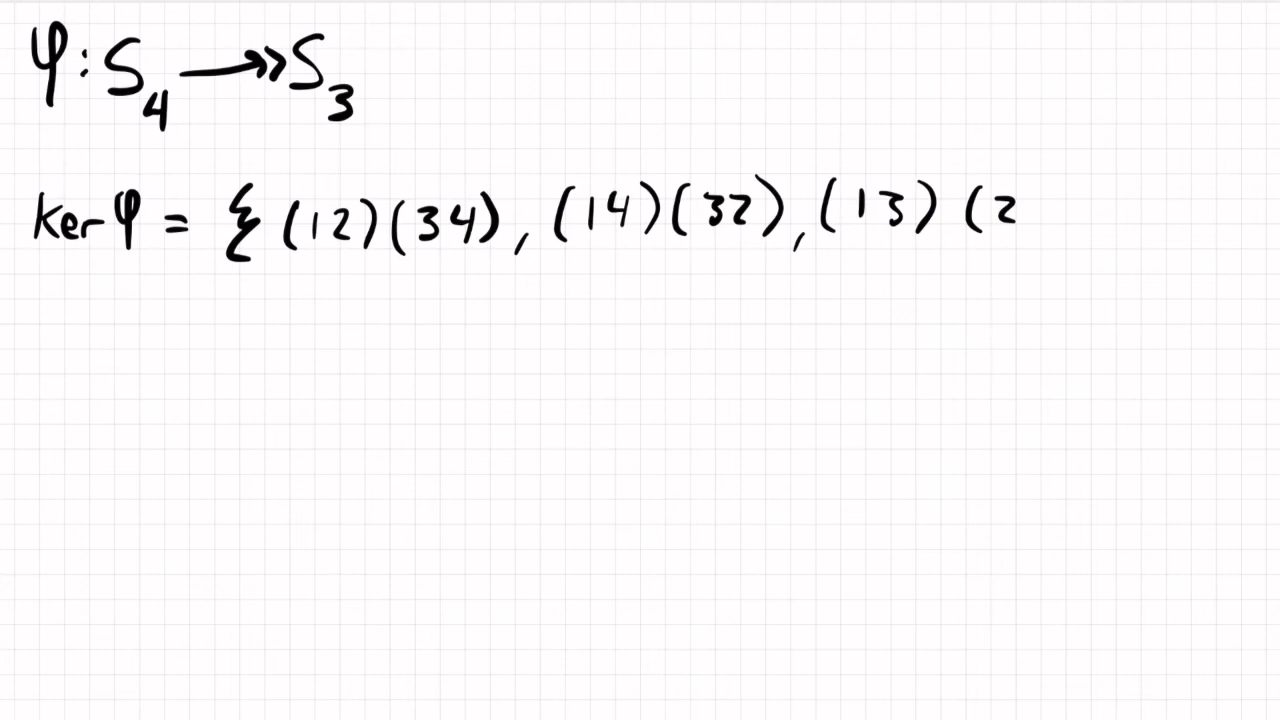 φ: S₄ ↠ S₃
ker φ = { (12)(34), (14)(32), (13) (2